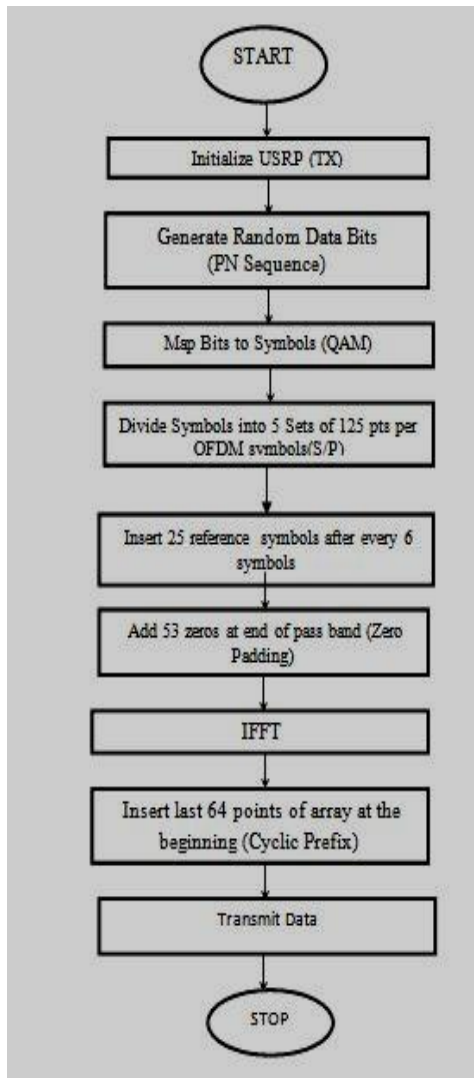 START
Initialize USRP (TX)
Generate Random Data Bits
(PN Sequence)
Map Bits to Symbols (QAM)
Divide Symbols into 5 Sets of 125 pts per
OFDM symbols(S/P)
Insert 25 reference symbols after every 6
symbols
Add 53 zeros at end of pass band (Zero
Padding)
IFFT
Insert last 64 points of array at the
beginning (Cyclic Prefix)
Transmit Data
STOP